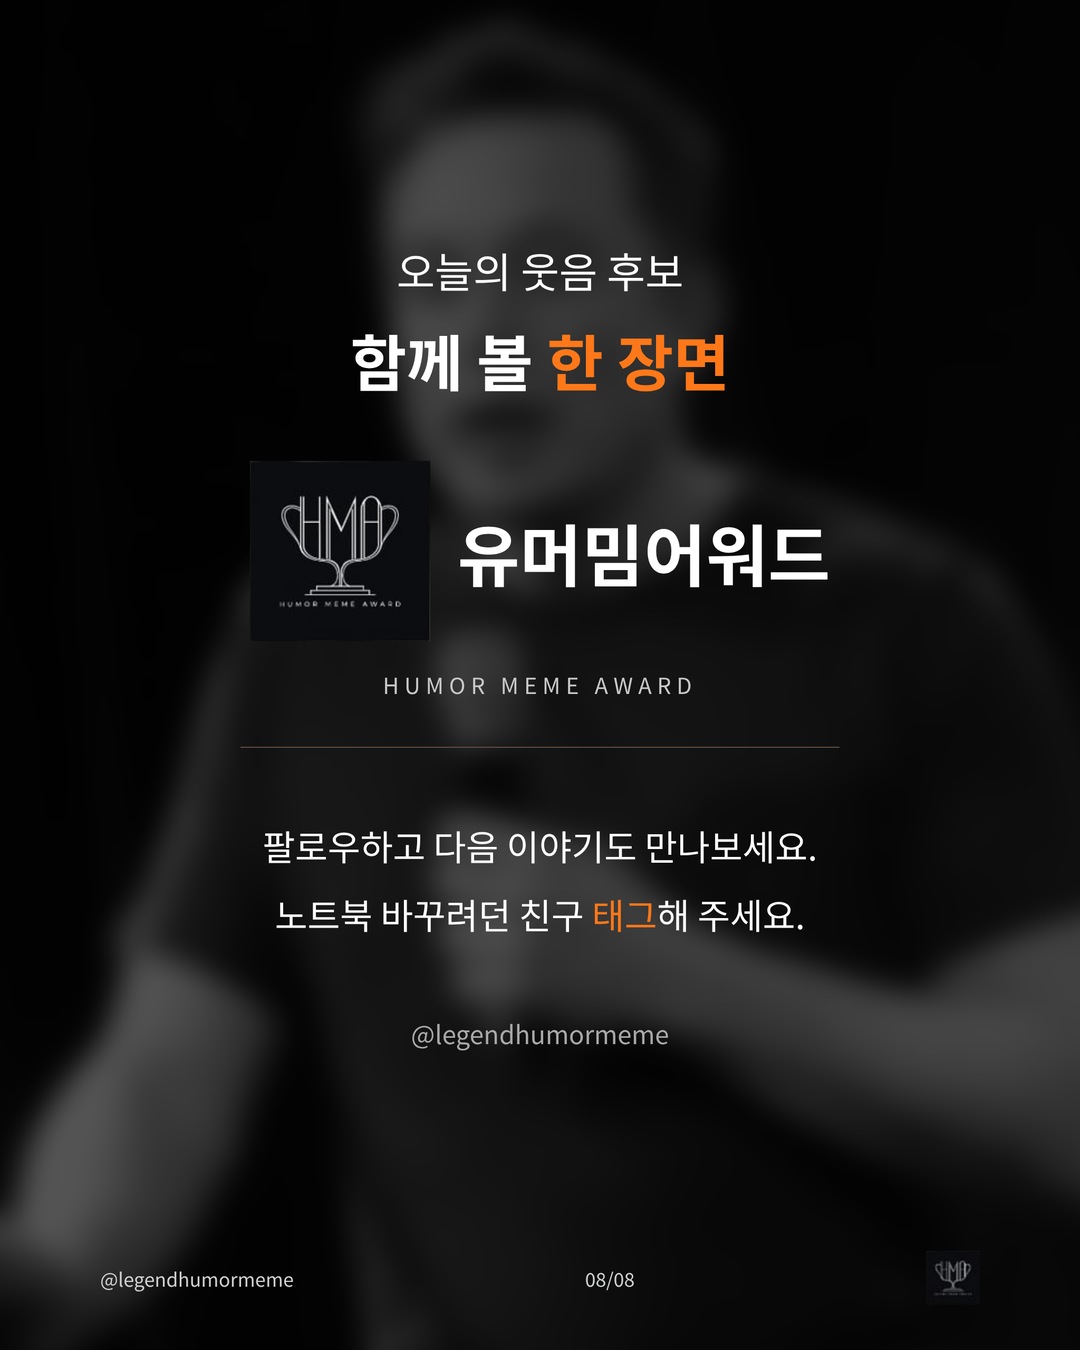 오늘의 웃음 후보
함께 볼 한 장면
HMA
HUMOR MEME AWARD
유머밈어워드
HUMOR MEME AWARD
팔로우하고 다음 이야기도 만나보세요.
노트북 바꾸려던 친구 태그해 주세요.
@legendhumormeme
@legendhumormeme
08/08
HMA